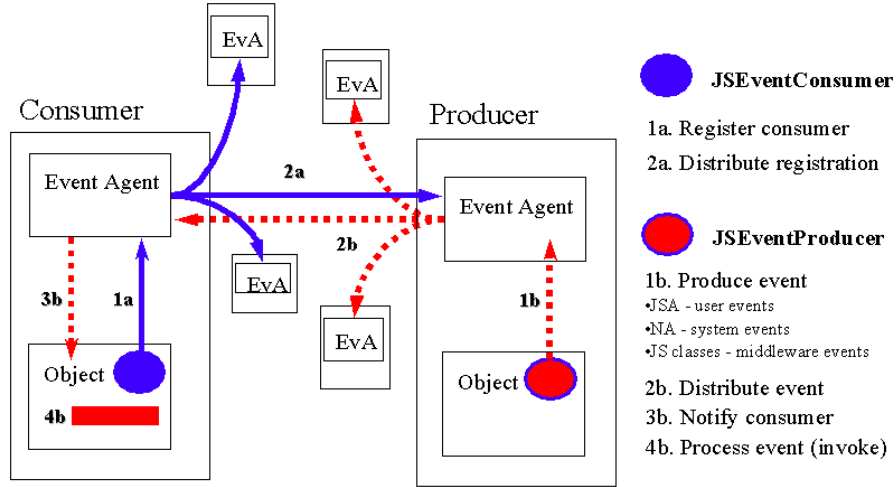 EvA
EvA
Consumer
Producer
Event Agent
2a
Event Agent
2b
EvA
3b
1a
1b
EvA
Object
4b
Object
JSEventConsumer
1a. Register consumer
2a. Distribute registration
JSEventProducer
1b. Produce event
•JSA - user events
•NA - system events
•JS classes - middleware events
2b. Distribute event
3b. Notify consumer
4b. Process event (invoke)